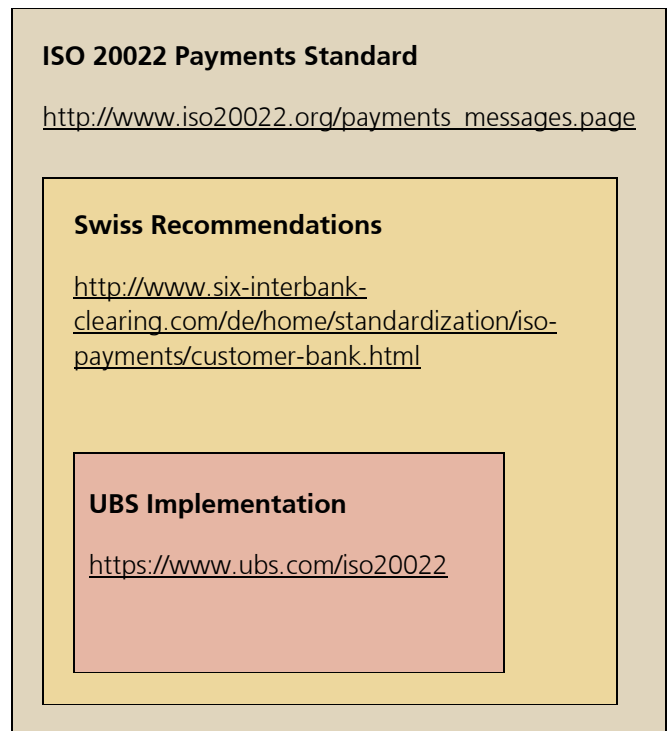 ISO 20022 Payments Standard
http://www.iso20022.org/payments_messages.page
Swiss Recommendations
http://www.six-interbank-
clearing.com/de/home/standardization/iso-
payments/customer-bank.html
UBS Implementation
https://www.ubs.com/iso20022